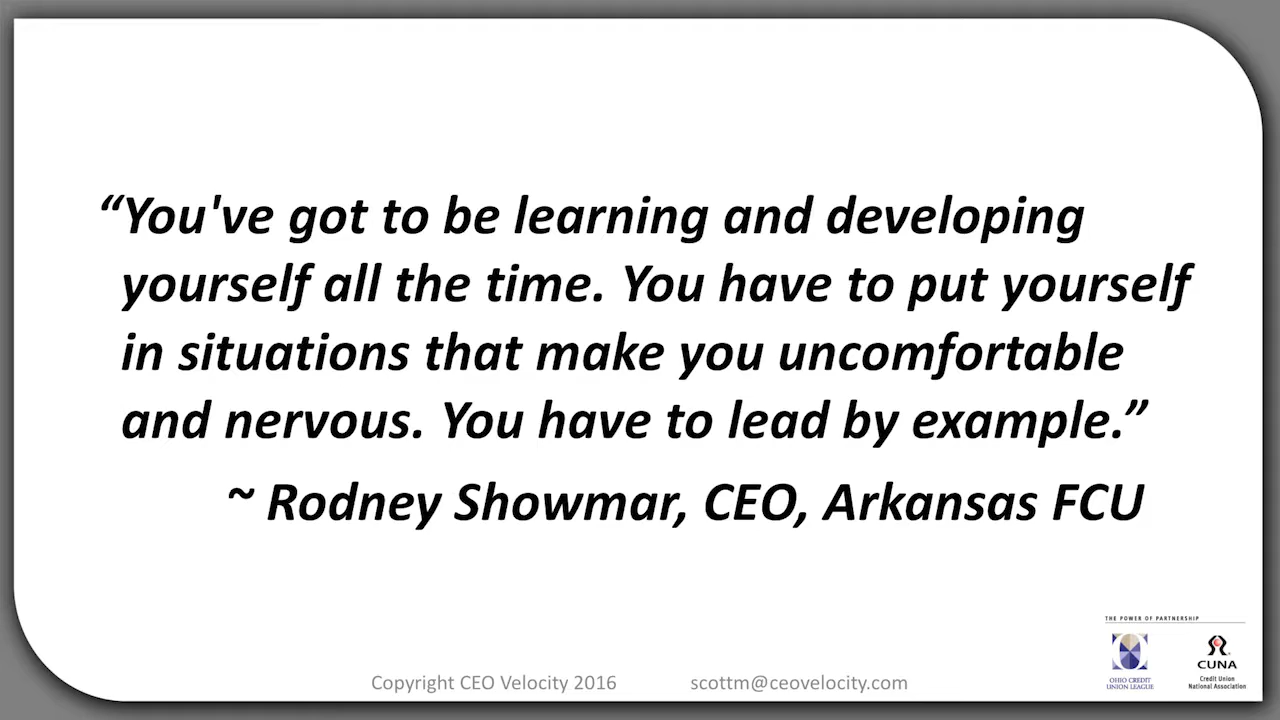 “You've got to be learning and developing
yourself all the time. You have to put yourself
in situations that make you uncomfortable
and nervous. You have to lead by example.”
~ Rodney Showmar, CEO, Arkansas FCU
THE POWER OF PARTNERSHIP
OHIO CREDIT
UNION LEAGUE
CUNA
Credit Union
National Association
Copyright CEO Velocity 2016
scottm@ceovelocity.com